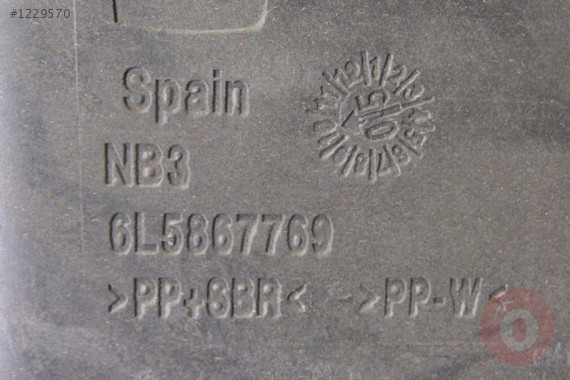 #1229570
Spain
NB3
6L5867769
>PP+SBR< >PP-W<